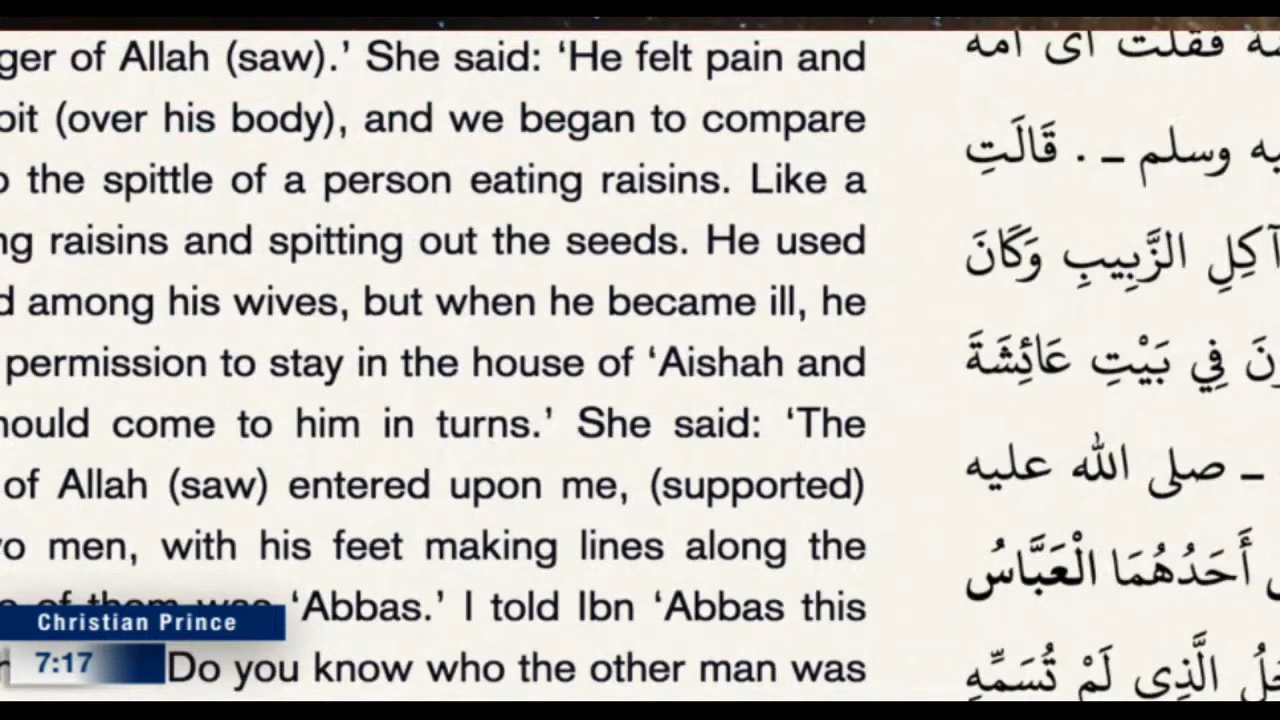 ger of Allah (saw).’ She said: ‘He felt pain and
pit (over his body), and we began to compare
the spittle of a person eating raisins. Like a
ng raisins and spitting out the seeds. He used
d among his wives, but when he became ill, he
permission to stay in the house of ‘Aishah and
hould come to him in turns.’ She said: ‘The
of Allah (saw) entered upon me, (supported)
vo men, with his feet making lines along the
of them was ‘Abbas.’ I told Ibn ‘Abbas this
Do you know who the other man was
فقلت أى أمه
يه وسلم ـ . قَالَتِ
آكِلِ الزَّبِيبِ وَكَانَ
نَ فِي بَيْتِ عَائِشَةَ
ـ صلى الله عليه
أَحَدُهُمَا الْعَبَّاسُ
جُلُ الَّذِي لَمْ تُسَمِّهِ
Christian Prince
7:17